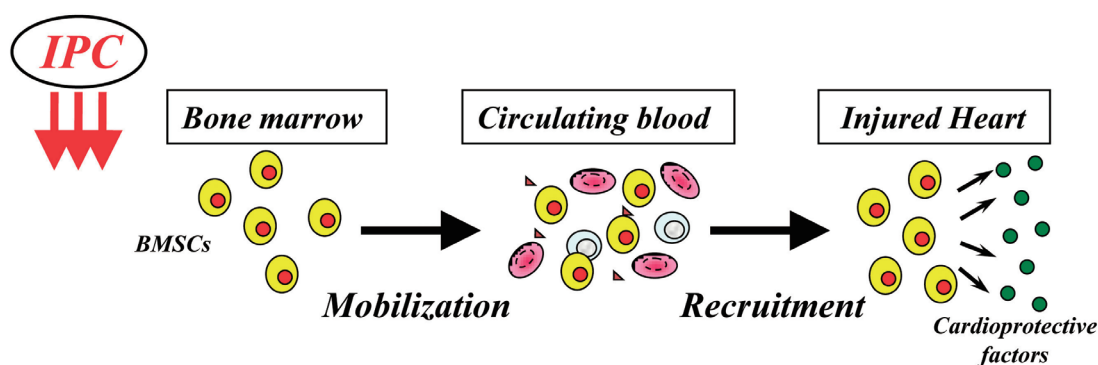 IPC
Bone marrow
Circulating blood
Injured Heart
BMSCs
Mobilization
Recruitment
Cardioprotective
factors